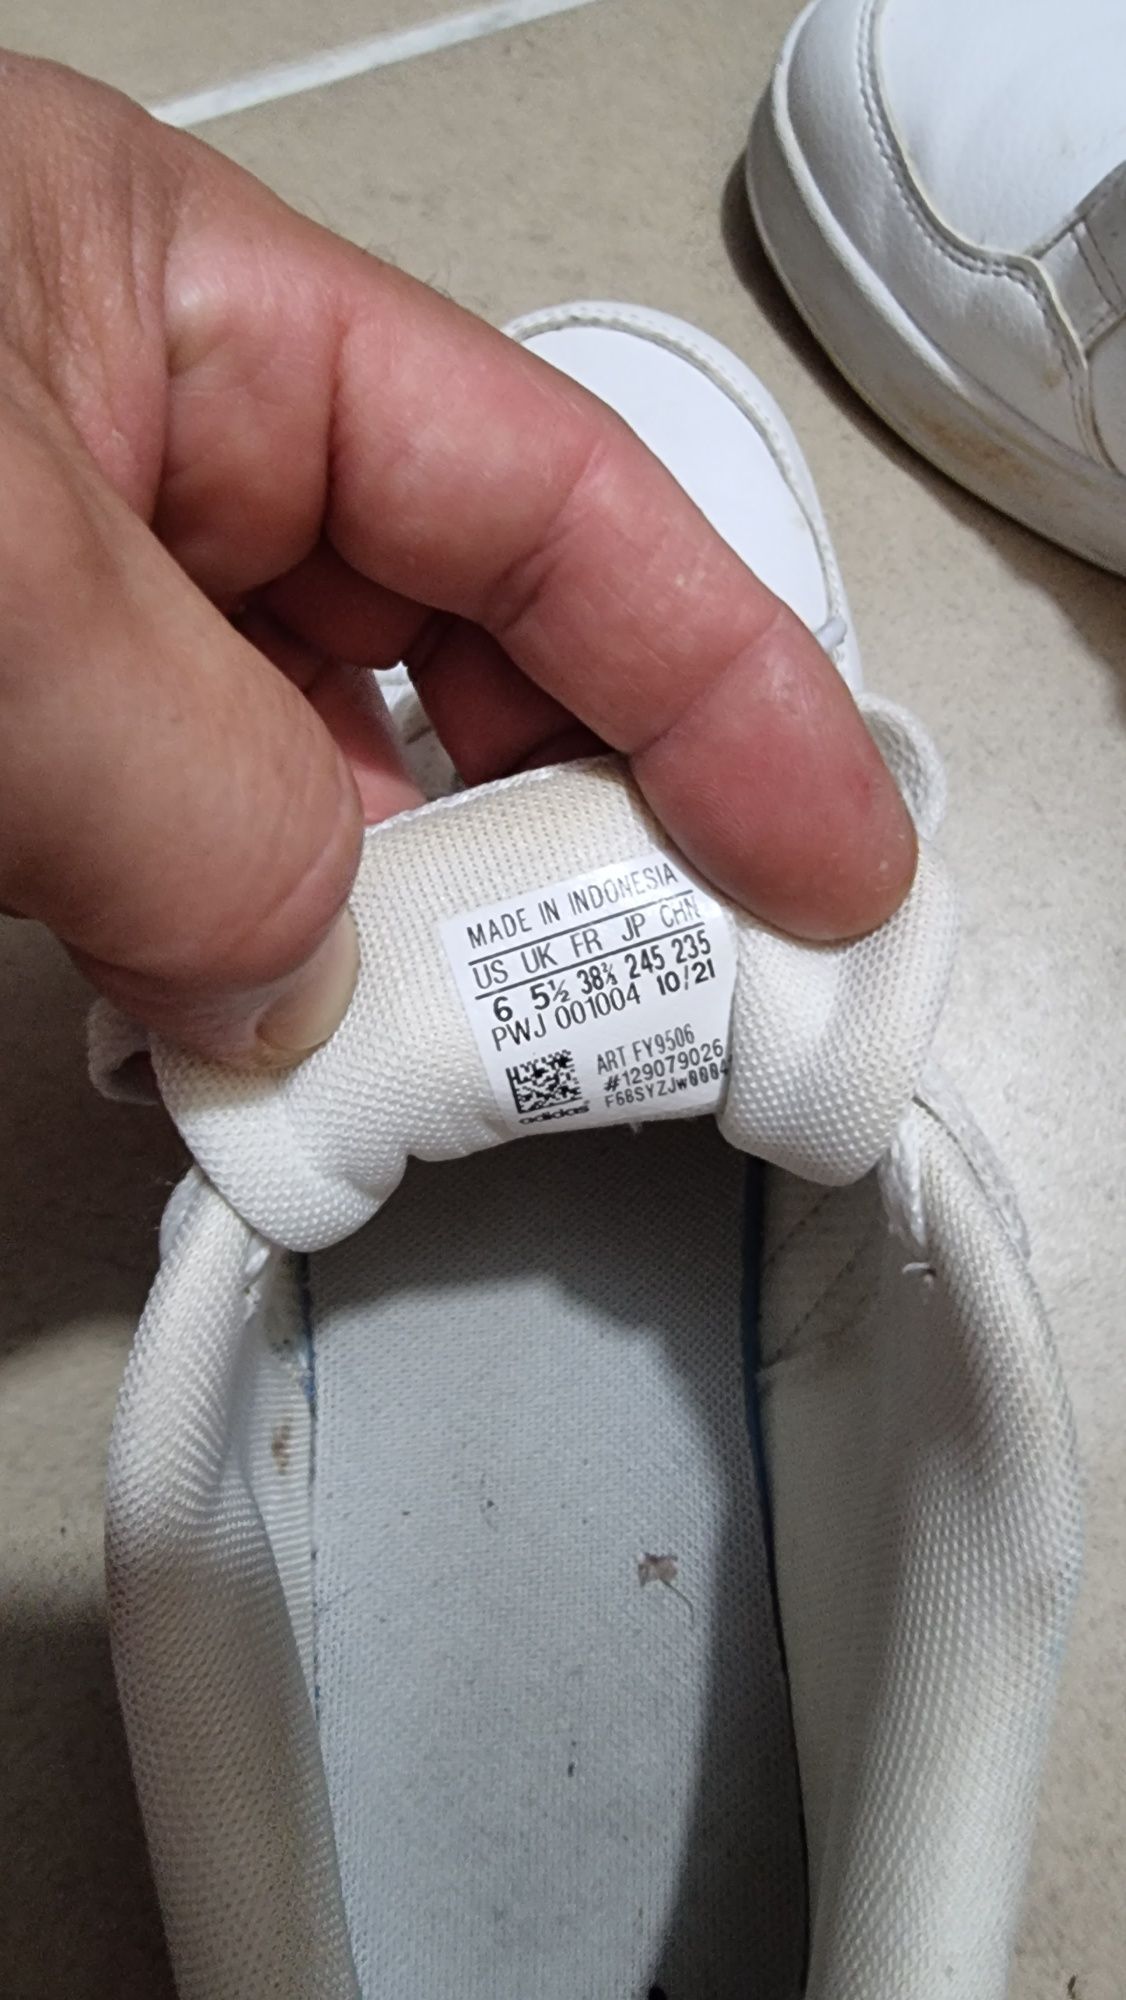 MADE IN INDONESIA
US UK FR JP CHN
6 5½ 38⅔ 245 235
PWJ 001004 10/21
ART FY9506
#129079026
F68SYZJW0004
adidas